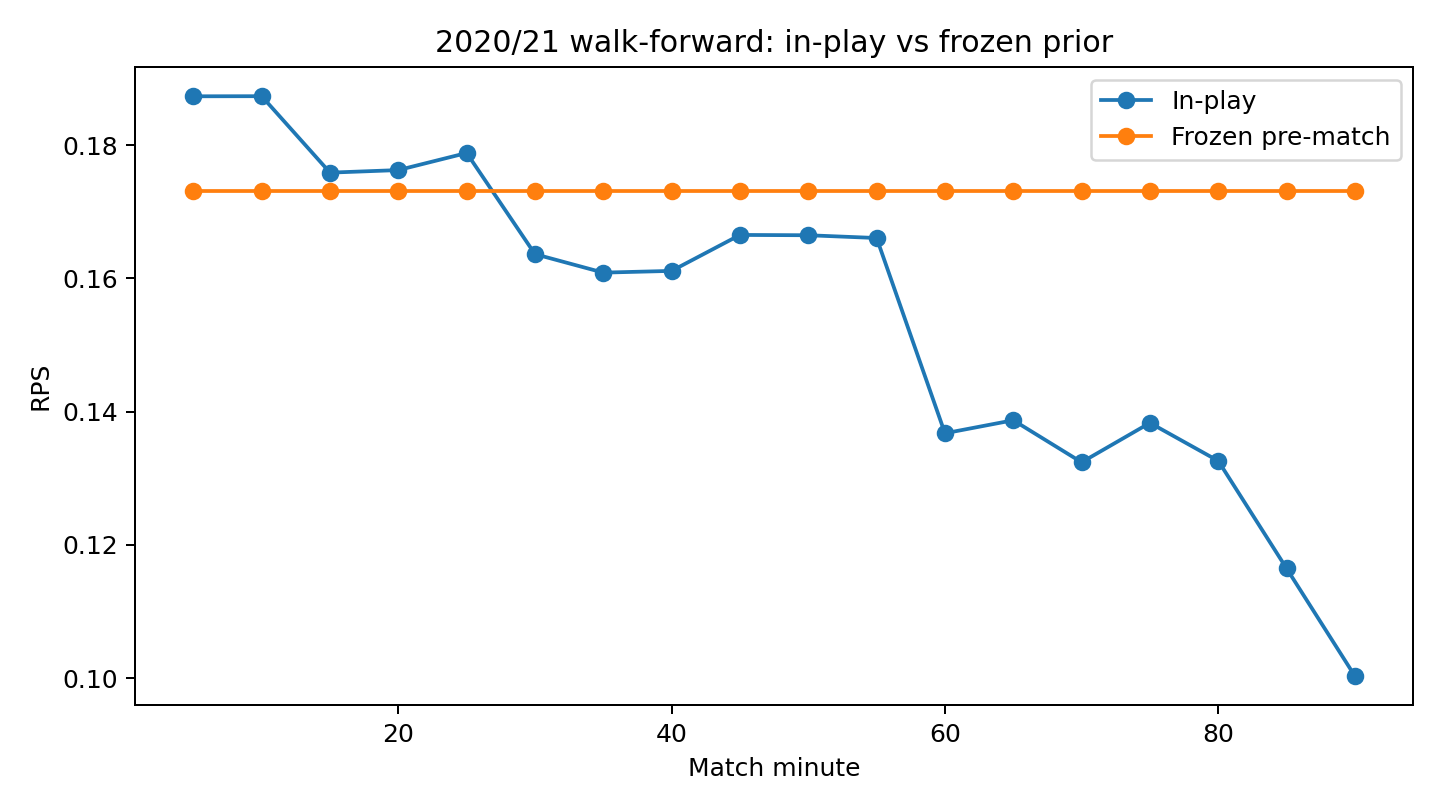 2020/21 walk-forward: in-play vs frozen prior
In-play
Frozen pre-match
0.18
0.16
0.14
0.12
0.10
RPS
20 40 60 80
Match minute